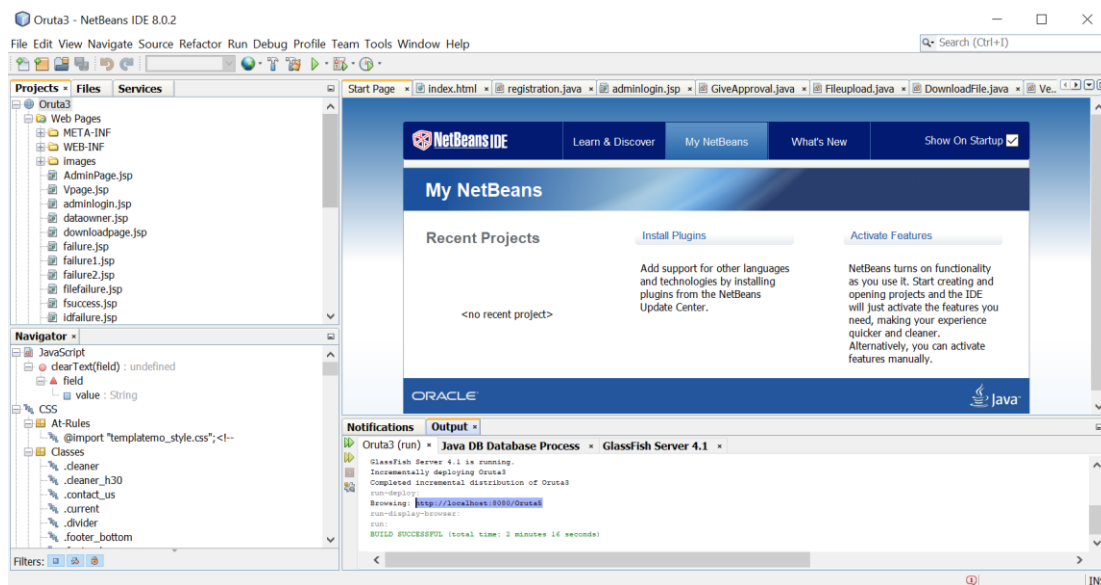 Oruta3 - NetBeans IDE 8.0.2
File Edit View Navigate Source Refactor Run Debug Profile Team Tools Window Help
Search (Ctrl+I)
Projects × Files Services
Start Page × index.html × registration.java × adminlogin.jsp × GiveApproval.java × Fileupload.java × DownloadFile.java × Ve..
Oruta3
Web Pages
META-INF
WEB-INF
images
AdminPage.jsp
Vpage.jsp
adminlogin.jsp
dataowner.jsp
downloadpage.jsp
failure.jsp
failure1.jsp
failure2.jsp
filefailure.jsp
fsuccess.jsp
idfailure.jsp
NetBeans IDE
Learn & Discover
My NetBeans
What's New
Show On Startup
My NetBeans
Recent Projects
<no recent project>
Install Plugins
Add support for other languages
and technologies by installing
plugins from the NetBeans
Update Center.
Activate Features
NetBeans turns on functionality
as you use it. Start creating and
opening projects and the IDE
will just activate the features you
need, making your experience
quicker and cleaner.
Alternatively, you can activate
features manually.
ORACLE
Java
Navigator ×
JavaScript
clearText(field) : undefined
field
value : String
CSS
At-Rules
@import "templatemo_style.css";<!--
Classes
.cleaner
.cleaner_h30
.contact_us
.current
.divider
.footer_bottom
Filters:
Notifications Output ×
Oruta3 (run) × Java DB Database Process × GlassFish Server 4.1 ×
GlassFish Server 4.1 is running.
Incrementally deploying Oruta3
Completed incremental distribution of Oruta3
run-deploy:
Browsing: http://localhost:8080/Oruta3
run-display-browser:
run:
BUILD SUCCESSFUL (total time: 2 minutes 16 seconds)
IN